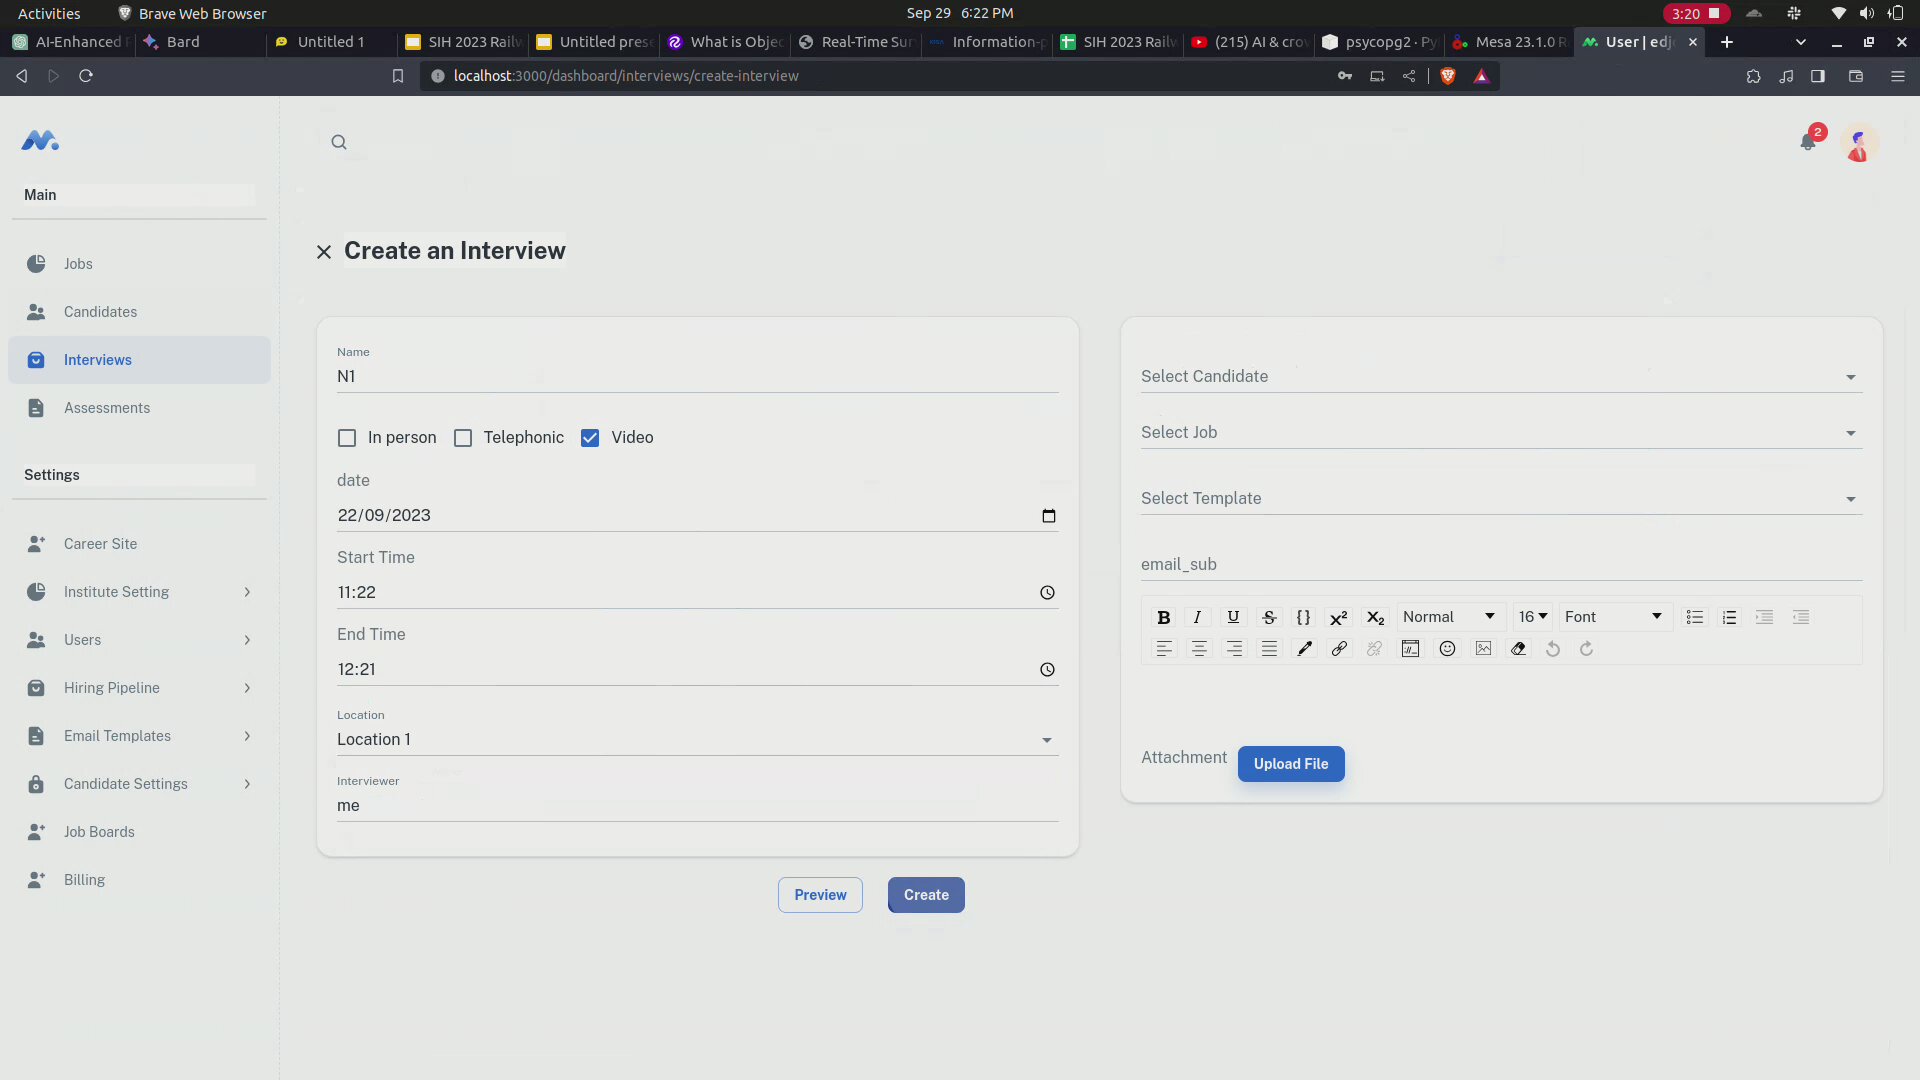 Activities Brave Web Browser Sep 29 6:22 PM 3:20
AI-Enhanced Bard Untitled 1 SIH 2023 Railw Untitled prese What is Objec Real-Time Sur Information-p SIH 2023 Railw (215) AI & crow psycopg2 · Py Mesa 23.1.0 R User | edj
localhost:3000/dashboard/interviews/create-interview
2
Main
Jobs
Candidates
Interviews
Assessments
Settings
Career Site
Institute Setting
Users
Hiring Pipeline
Email Templates
Candidate Settings
Job Boards
Billing
Create an Interview
Name
N1
In person Telephonic Video
date
22/09/2023
Start Time
11:22
End Time
12:21
Location
Location 1
Interviewer
me
Select Candidate
Select Job
Select Template
email_sub
B I U S {} x² X₂ Normal 16 Font
Attachment Upload File
Preview Create